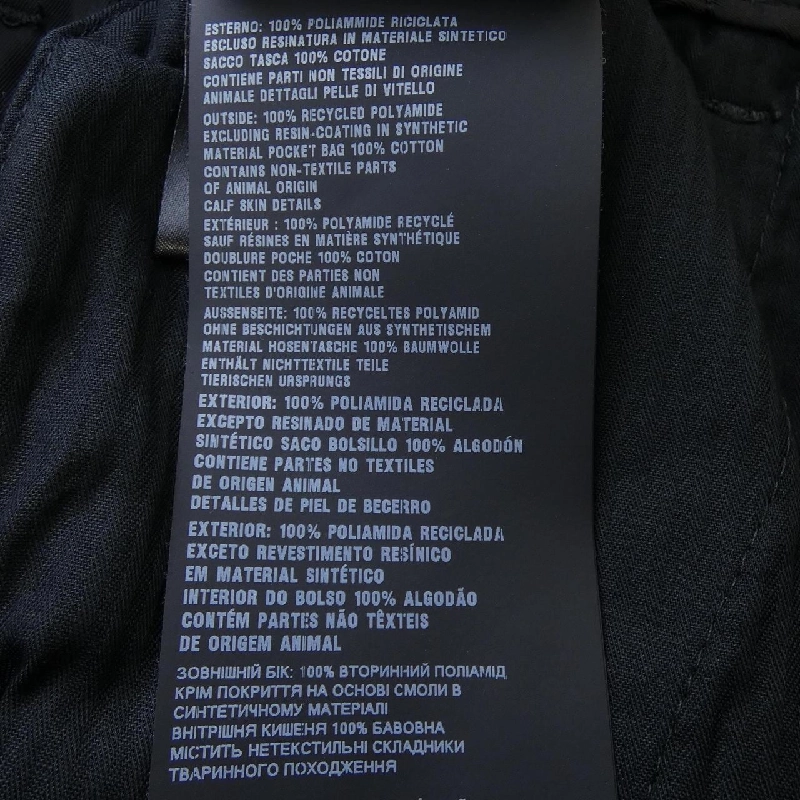 ESTERNO: 100% POLIAMMIDE RICICLATA
ESCLUSO RESINATURA IN MATERIALE SINTETICO
SACCO TASCA 100% COTONE
CONTIENE PARTI NON TESSILI DI ORIGINE
ANIMALE DETTAGLI PELLE DI VITELLO
OUTSIDE: 100% RECYCLED POLYAMIDE
EXCLUDING RESIN-COATING IN SYNTHETIC
MATERIAL POCKET BAG 100% COTTON
CONTAINS NON-TEXTILE PARTS
OF ANIMAL ORIGIN
CALF SKIN DETAILS
EXTÉRIEUR : 100% POLYAMIDE RECYCLÉ
SAUF RÉSINES EN MATIÈRE SYNTHÉTIQUE
DOUBLURE POCHE 100% COTON
CONTIENT DES PARTIES NON
TEXTILES D'ORIGINE ANIMALE
AUSSENSEITE: 100% RECYCELTES POLYAMID
OHNE BESCHICHTUNGEN AUS SYNTHETISCHEM
MATERIAL HOSENTASCHE 100% BAUMWOLLE
ENTHÄLT NICHTTEXTILE TEILE
TIERISCHEN URSPRUNGS
EXTERIOR: 100% POLIAMIDA RECICLADA
EXCEPTO RESINADO DE MATERIAL
SINTÉTICO SACO BOLSILLO 100% ALGODÓN
CONTIENE PARTES NO TEXTILES
DE ORIGEN ANIMAL
DETALLES DE PIEL DE BECERRO
EXTERIOR: 100% POLIAMIDA RECICLADA
EXCETO REVESTIMENTO RESÍNICO
EM MATERIAL SINTÉTICO
INTERIOR DO BOLSO 100% ALGODÃO
CONTÉM PARTES NÃO TÊXTEIS
DE ORIGEM ANIMAL
ЗОВНІШНІЙ БІК: 100% ВТОРИННИЙ ПОЛІАМІД,
КРІМ ПОКРИТТЯ НА ОСНОВІ СМОЛИ В
СИНТЕТИЧНОМУ МАТЕРІАЛІ
ВНІТРІШНЯ КИШЕНЯ 100% БАВОВНА
МІСТИТЬ НЕТЕКСТИЛЬНІ СКЛАДНИКИ
ТВАРИННОГО ПОХОДЖЕННЯ